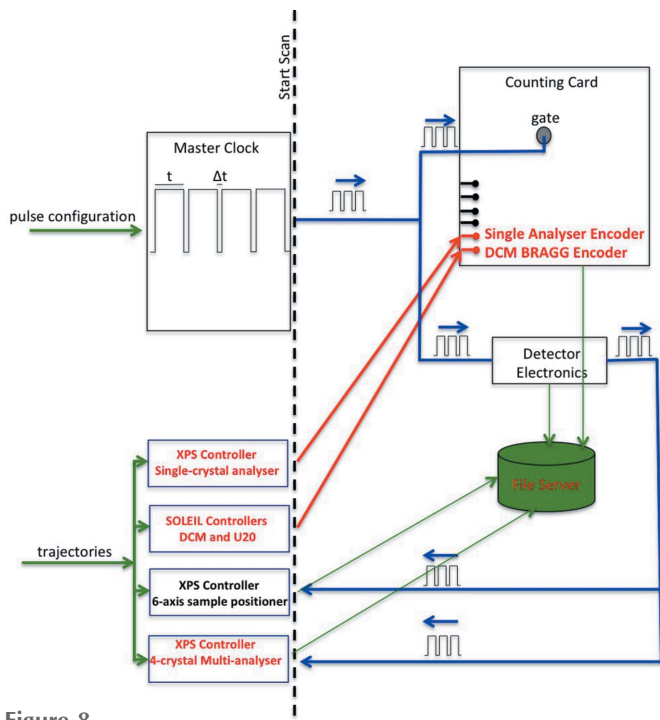 Start Scan
Counting Card
gate
Master Clock
t Δt
pulse configuration
Single Analyser Encoder
DCM BRAGG Encoder
Detector
Electronics
XPS Controller
Single-crystal analyser
File Server
SOLEIL Controllers
DCM and U20
trajectories
XPS Controller
6-axis sample positioner
XPS Controller
4-crystal Multi-analyser
Figure 8